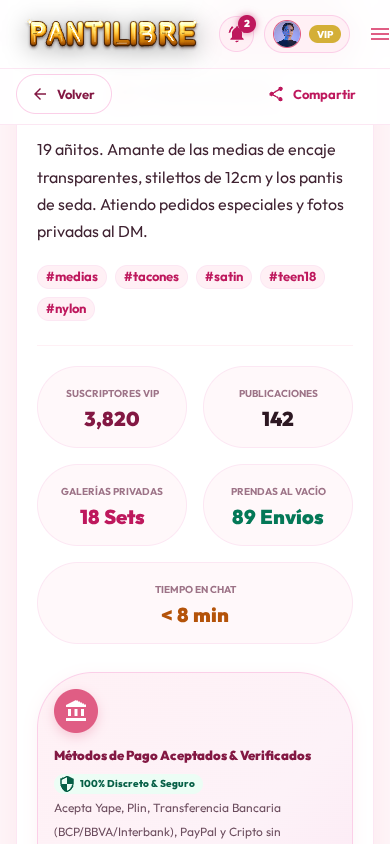 PANTILIBRE
2
VIP
Volver
Compartir
19 añitos. Amante de las medias de encaje
transparentes, stilettos de 12cm y los pantis
de seda. Atiendo pedidos especiales y fotos
privadas al DM.
#medias #tacones #satin #teen18
#nylon
SUSCRIPTORES VIP
3,820
PUBLICACIONES
142
GALERÍAS PRIVADAS
18 Sets
PRENDAS AL VACÍO
89 Envíos
TIEMPO EN CHAT
< 8 min
Métodos de Pago Aceptados & Verificados
100% Discreto & Seguro
Acepta Yape, Plin, Transferencia Bancaria
(BCP/BBVA/Interbank), PayPal y Cripto sin